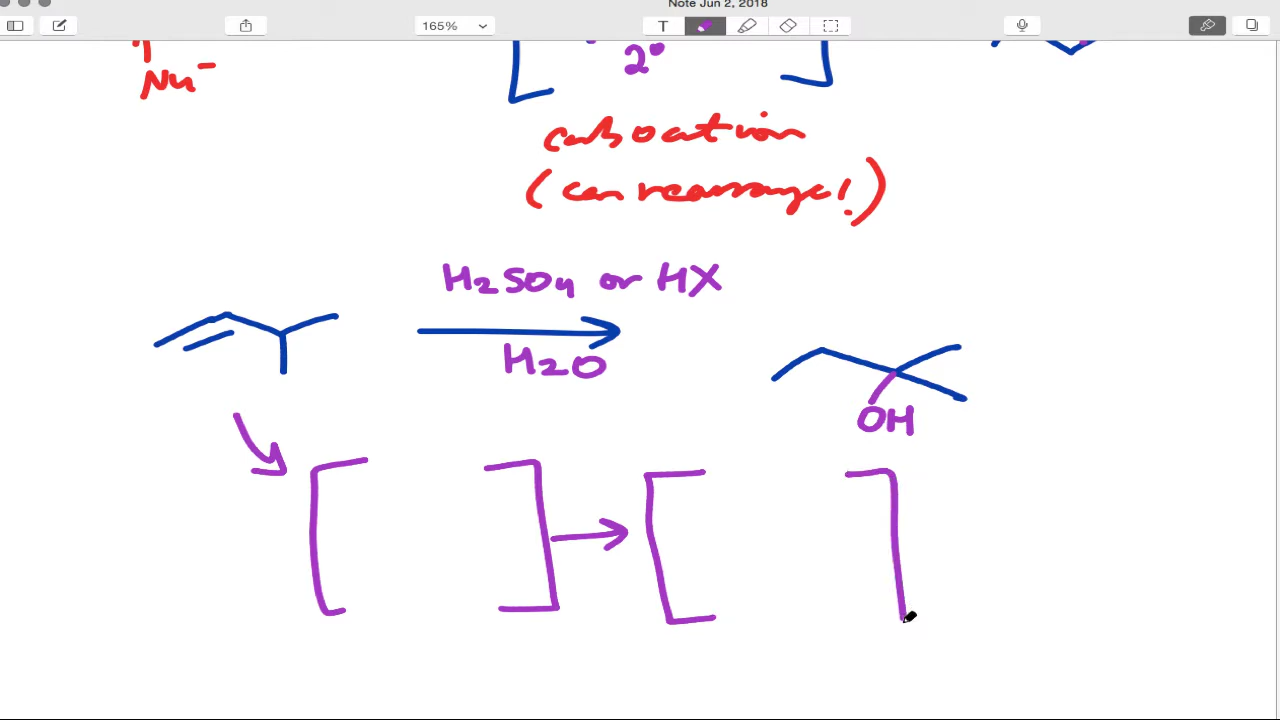 Note Jun 2, 2018
165%
T
Nu⁻
2°
carbocation
(can rearrange!)
H2SO4 or HX
H2O
OH